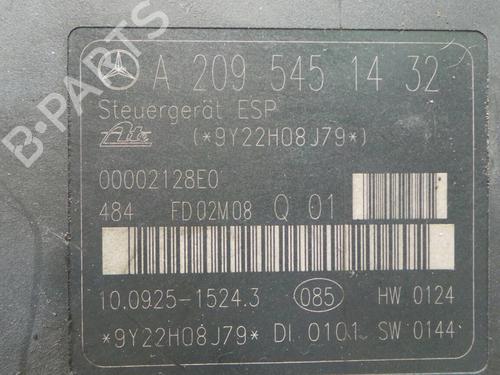 A 209 545 14 32
Steuergerät ESP
Ate (*9Y22H08J79*)
00002128E0
484 FD02M08 Q 01
10.0925-1524.3 085 HW 0124
*9Y22H08J79* DI 0101 SW 0144
B-PARTS